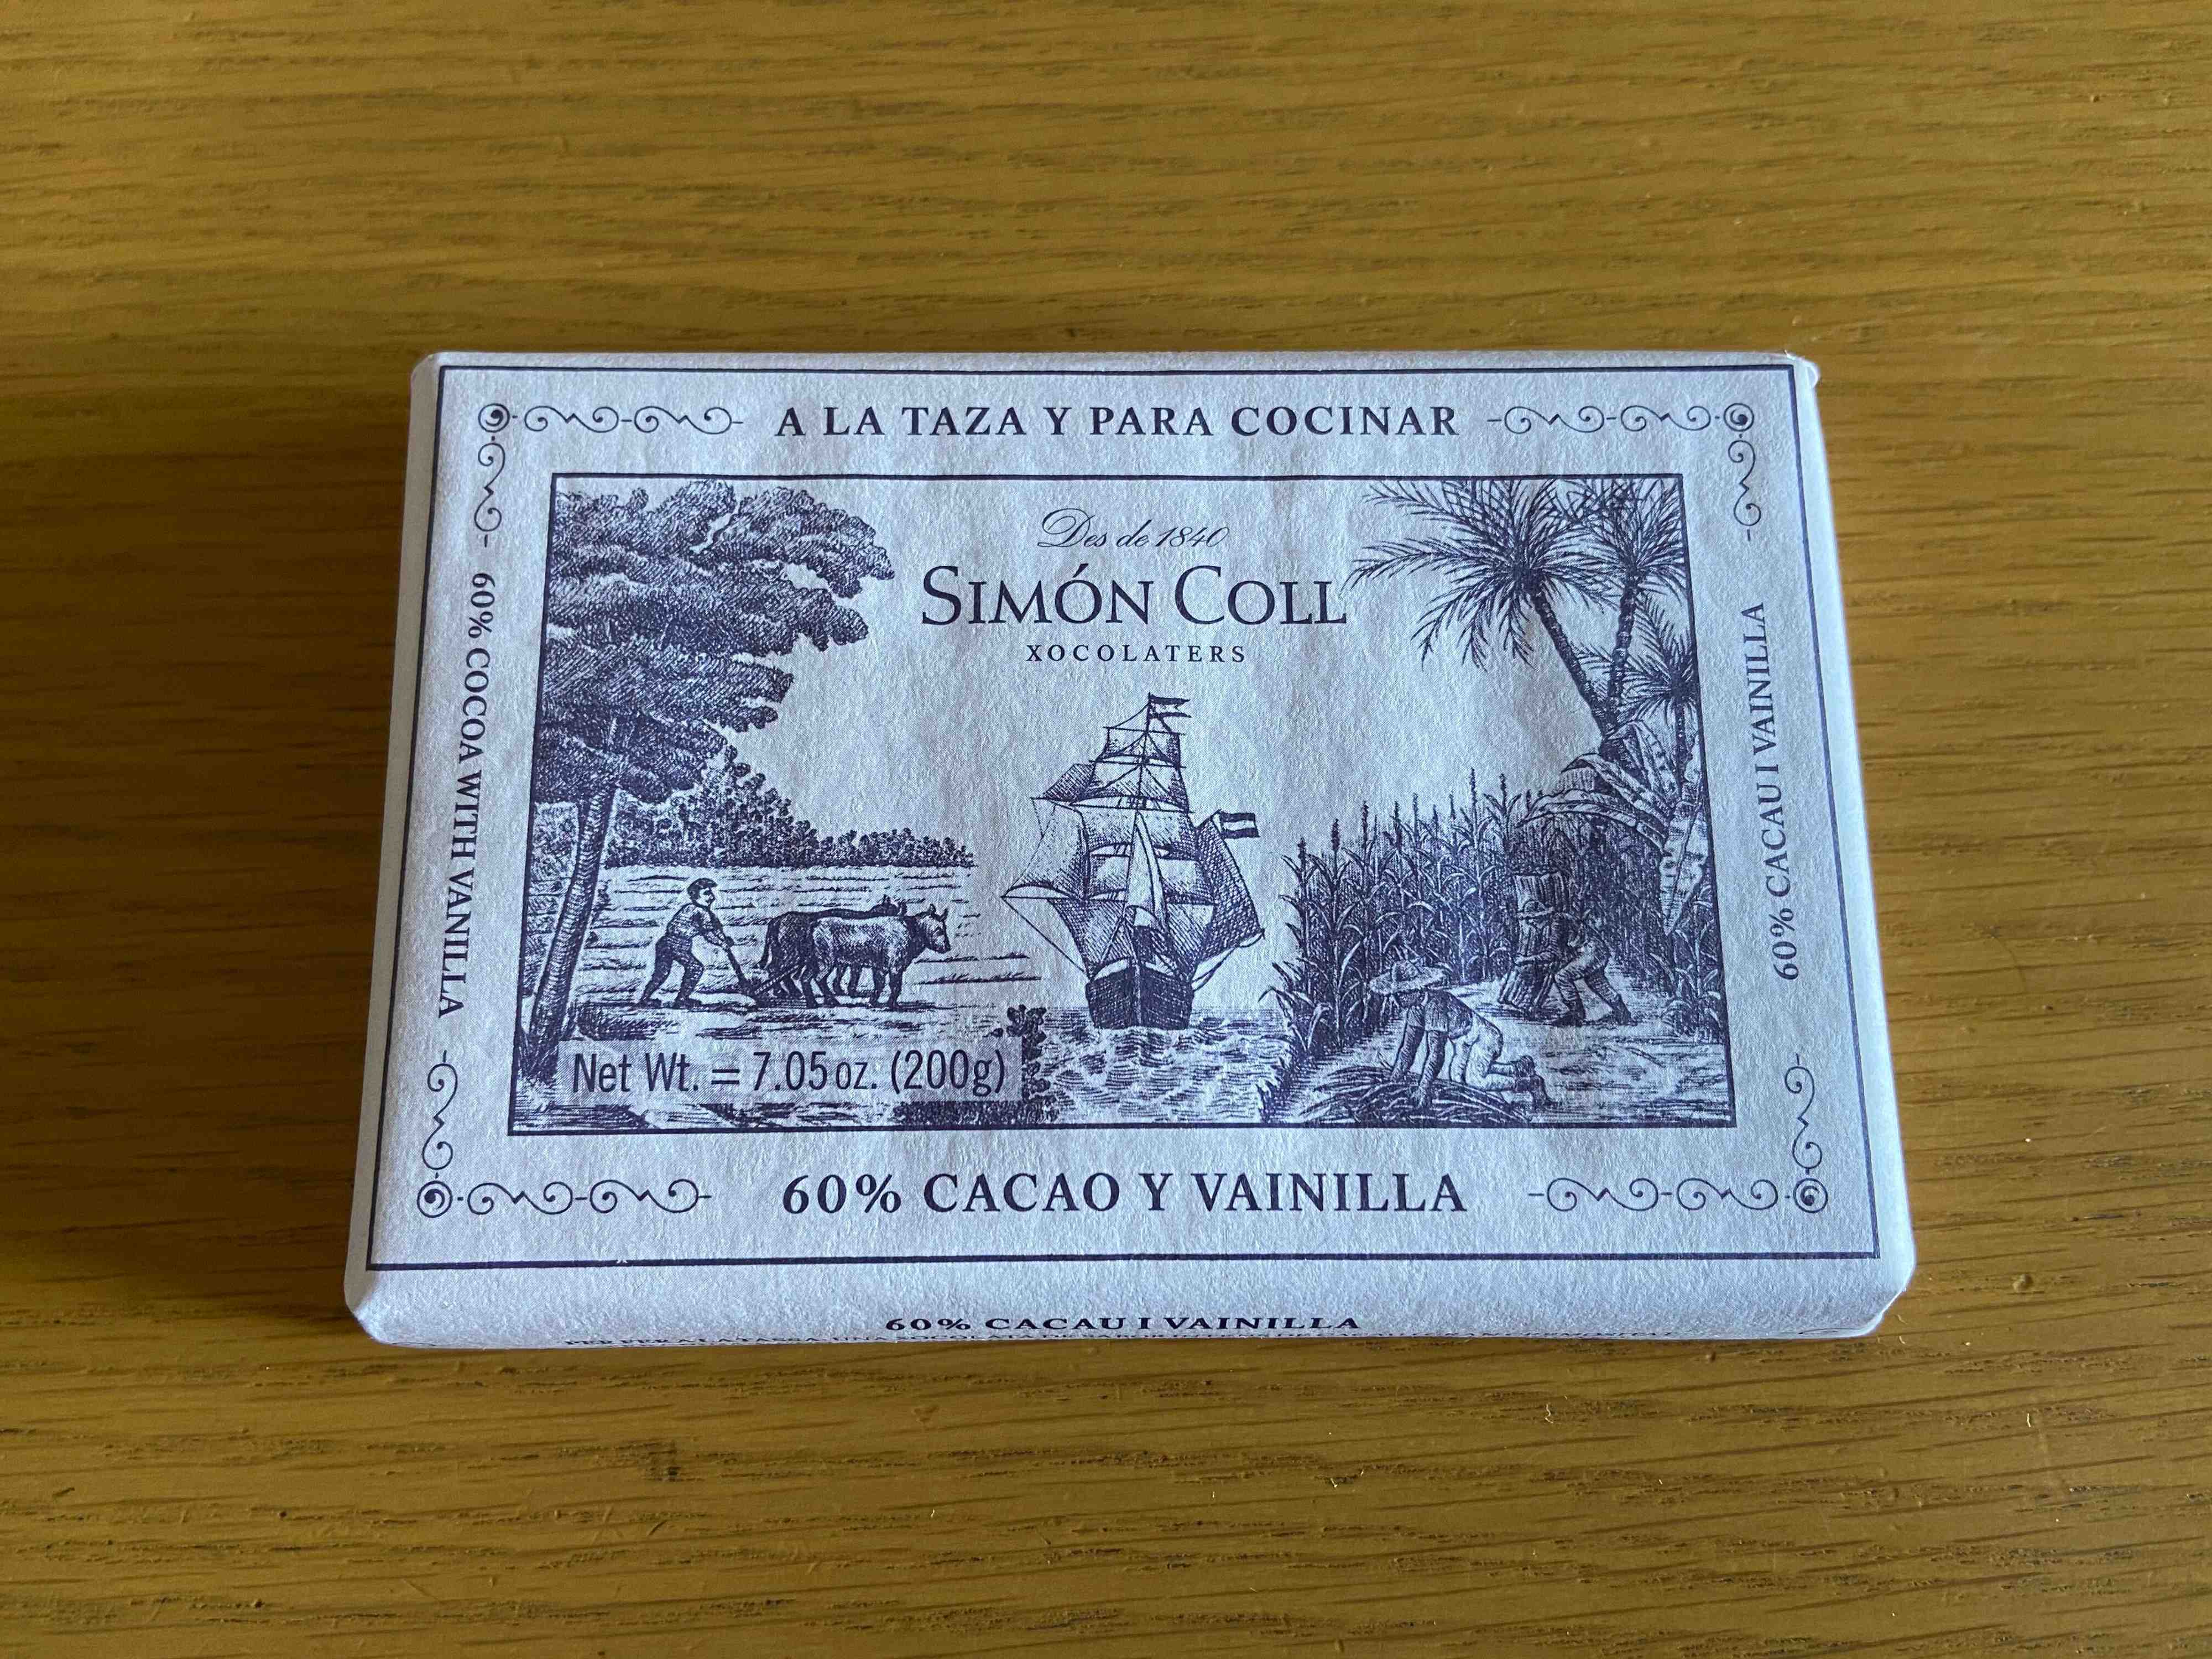 A LA TAZA Y PARA COCINAR
Des de 1840
SIMÓN COLL
XOCOLATERS
60% COCOA WITH VANILLA
60% CACAU I VAINILLA
Net Wt. = 7.05 oz. (200g)
60% CACAO Y VAINILLA
60% CACAU I VAINILLA